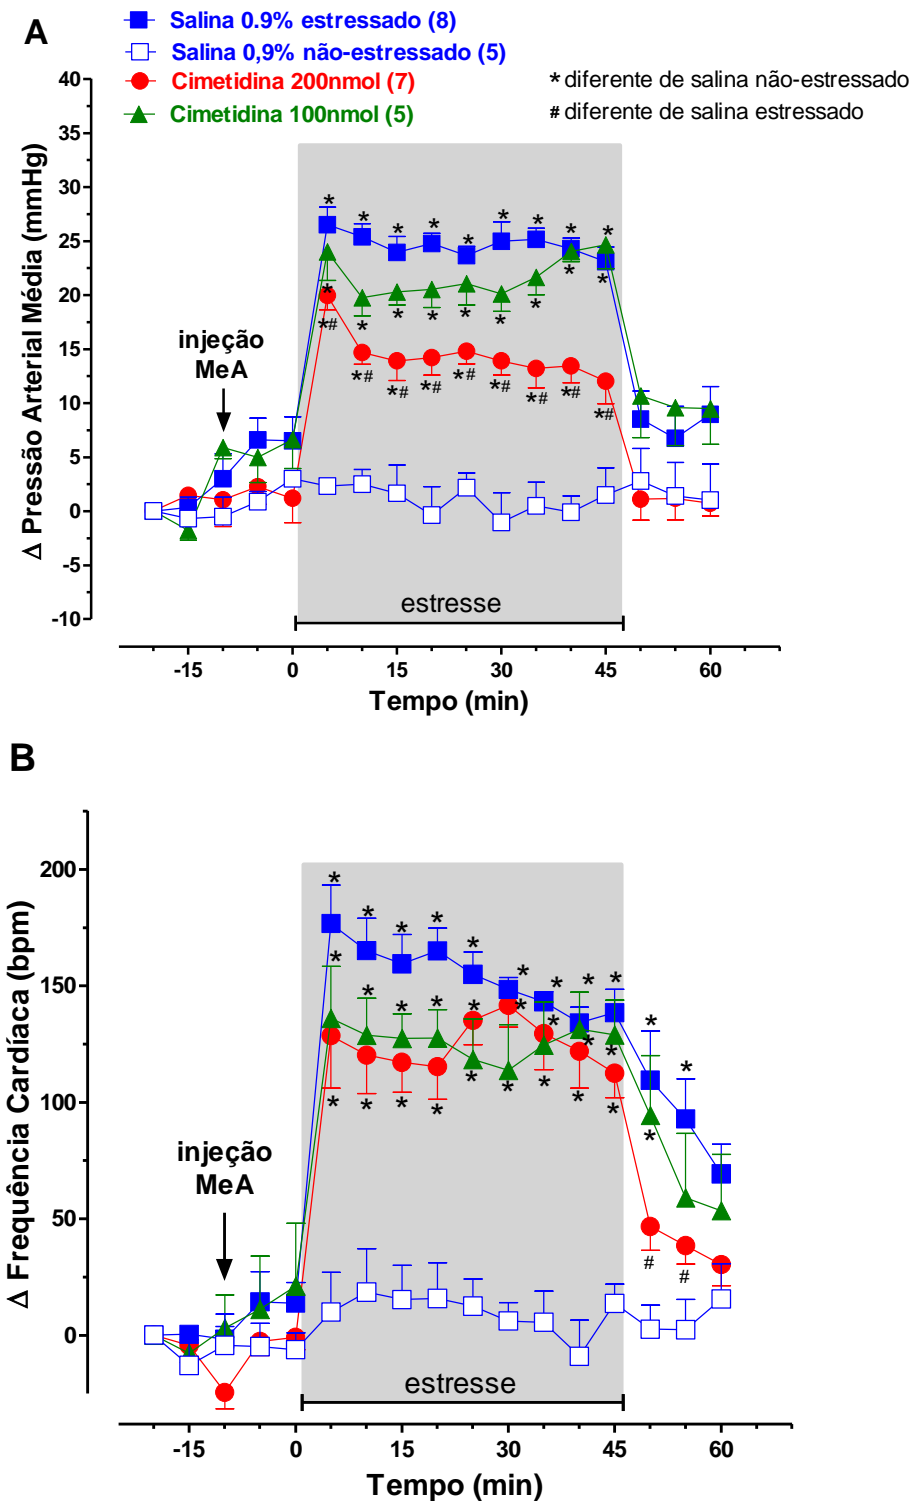 A
Salina 0.9% estressado (8)
Salina 0,9% não-estressado (5)
Cimetidina 200nmol (7)
Cimetidina 100nmol (5)
* diferente de salina não-estressado
# diferente de salina estressado
Δ Pressão Arterial Média (mmHg)
40
35
30
25
20
15
10
5
0
-5
-10
injeção
MeA
* * * * * * * * *
* * * * * * * * *
*# *# *# *# *# *# *# *# *#
estresse
-15 0 15 30 45 60
Tempo (min)
B
Δ Frequência Cardíaca (bpm)
200
150
100
50
0
injeção
MeA
* * * * * * * * * * *
* * * * * * * * * *
* * * * * * * * *
# #
estresse
-15 0 15 30 45 60
Tempo (min)